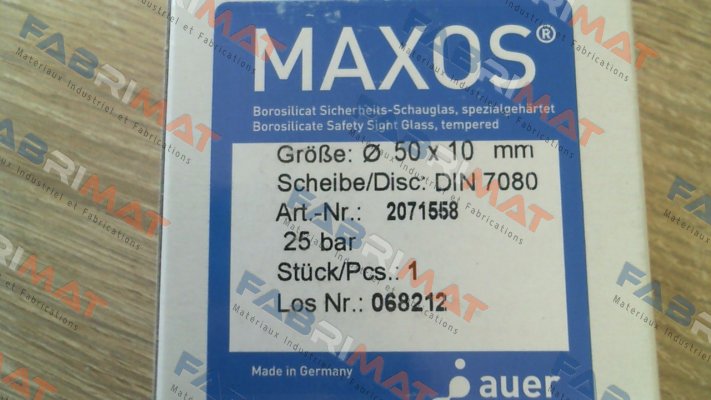 MAXOS®
Borosilicat Sicherheits-Schauglas, spezialgehärtet
Borosilicate Safety Sight Glass, tempered
Größe: Ø 50 x 10 mm
Scheibe/Disc: DIN 7080
Art.-Nr.: 2071558
25 bar
Stück/Pcs.: 1
Los Nr.: 068212
Made in Germany
auer
FABRIMAT
Materiaux Industriel et Fabrications